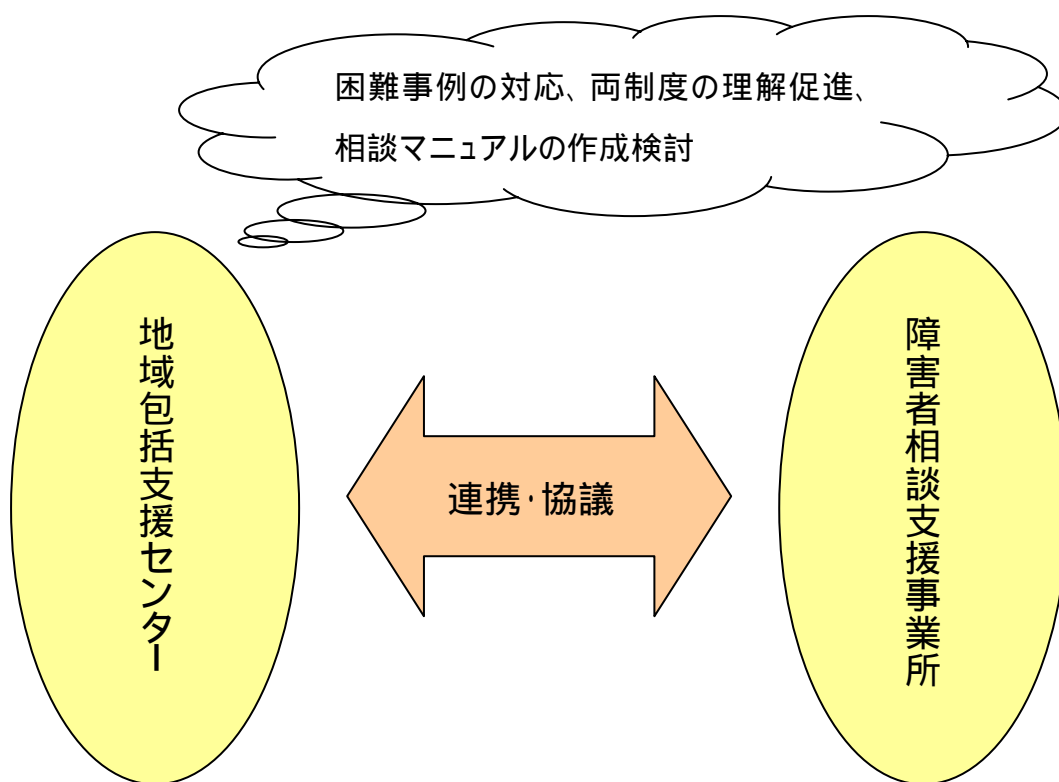 困難事例の対応、両制度の理解促進、
相談マニュアルの作成検討
地域包括支援センター
連携・協議
障害者相談支援事業所